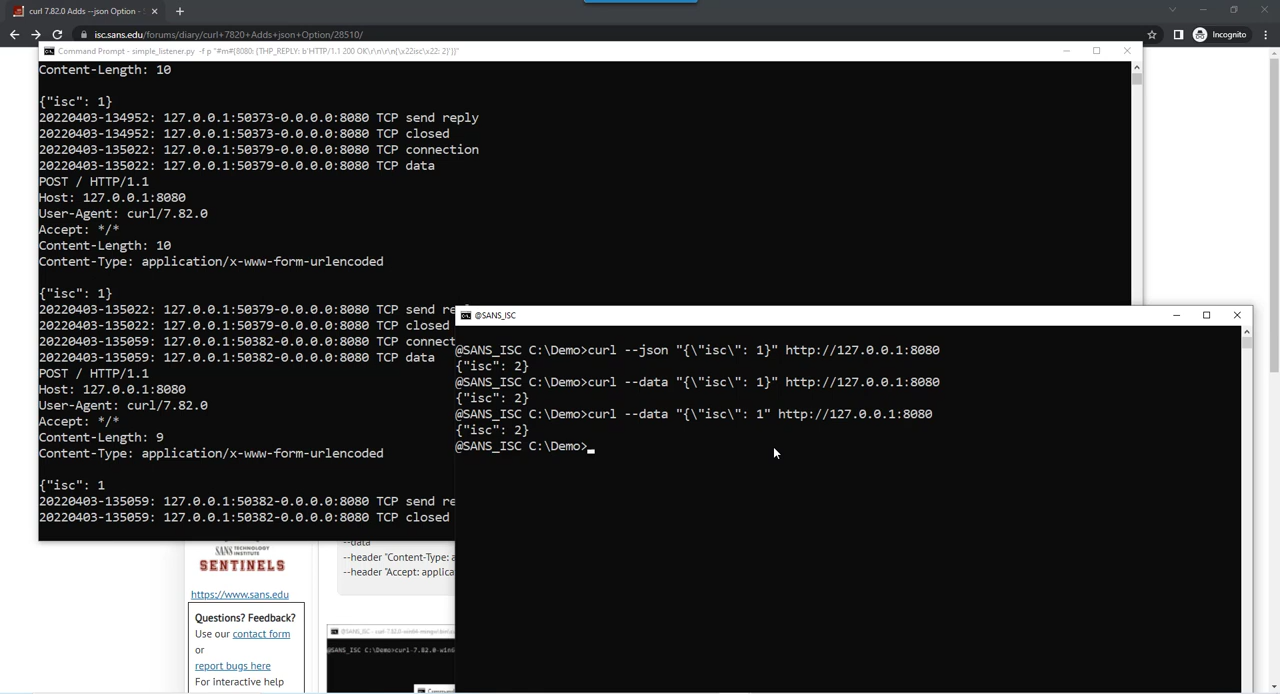 curl 7.82.0 Adds --json Option -
isc.sans.edu/forums/diary/curl+7820+Adds+json+Option/28510/
Incognito
Command Prompt - simple_listener.py -f p "#m#{8080: {THP_REPLY: b'HTTP/1.1 200 OK\r\n\r\n{\x22isc\x22: 2}'}}"
Content-Length: 10
{"isc": 1}
20220403-134952: 127.0.0.1:50373-0.0.0.0:8080 TCP send reply
20220403-134952: 127.0.0.1:50373-0.0.0.0:8080 TCP closed
20220403-135022: 127.0.0.1:50379-0.0.0.0:8080 TCP connection
20220403-135022: 127.0.0.1:50379-0.0.0.0:8080 TCP data
POST / HTTP/1.1
Host: 127.0.0.1:8080
User-Agent: curl/7.82.0
Accept: */*
Content-Length: 10
Content-Type: application/x-www-form-urlencoded
{"isc": 1}
20220403-135022: 127.0.0.1:50379-0.0.0.0:8080 TCP send re
20220403-135022: 127.0.0.1:50379-0.0.0.0:8080 TCP closed
20220403-135059: 127.0.0.1:50382-0.0.0.0:8080 TCP connect
20220403-135059: 127.0.0.1:50382-0.0.0.0:8080 TCP data
POST / HTTP/1.1
Host: 127.0.0.1:8080
User-Agent: curl/7.82.0
Accept: */*
Content-Length: 9
Content-Type: application/x-www-form-urlencoded
{"isc": 1
20220403-135059: 127.0.0.1:50382-0.0.0.0:8080 TCP send re
20220403-135059: 127.0.0.1:50382-0.0.0.0:8080 TCP closed
@SANS_ISC
@SANS_ISC C:\Demo>curl --json "{\"isc\": 1}" http://127.0.0.1:8080
{"isc": 2}
@SANS_ISC C:\Demo>curl --data "{\"isc\": 1}" http://127.0.0.1:8080
{"isc": 2}
@SANS_ISC C:\Demo>curl --data "{\"isc\": 1" http://127.0.0.1:8080
{"isc": 2}
@SANS_ISC C:\Demo>
SANS TECHNOLOGY INSTITUTE
SENTINELS
https://www.sans.edu
Questions? Feedback?
Use our contact form
or
report bugs here
For interactive help
--data
--header "Content-Type: a
--header "Accept: applica
@SANS_ISC - curl-7.82.0-win64-mingw\bin\
@SANS_ISC C:\Demo>curl-7.82.0-win6
Comman